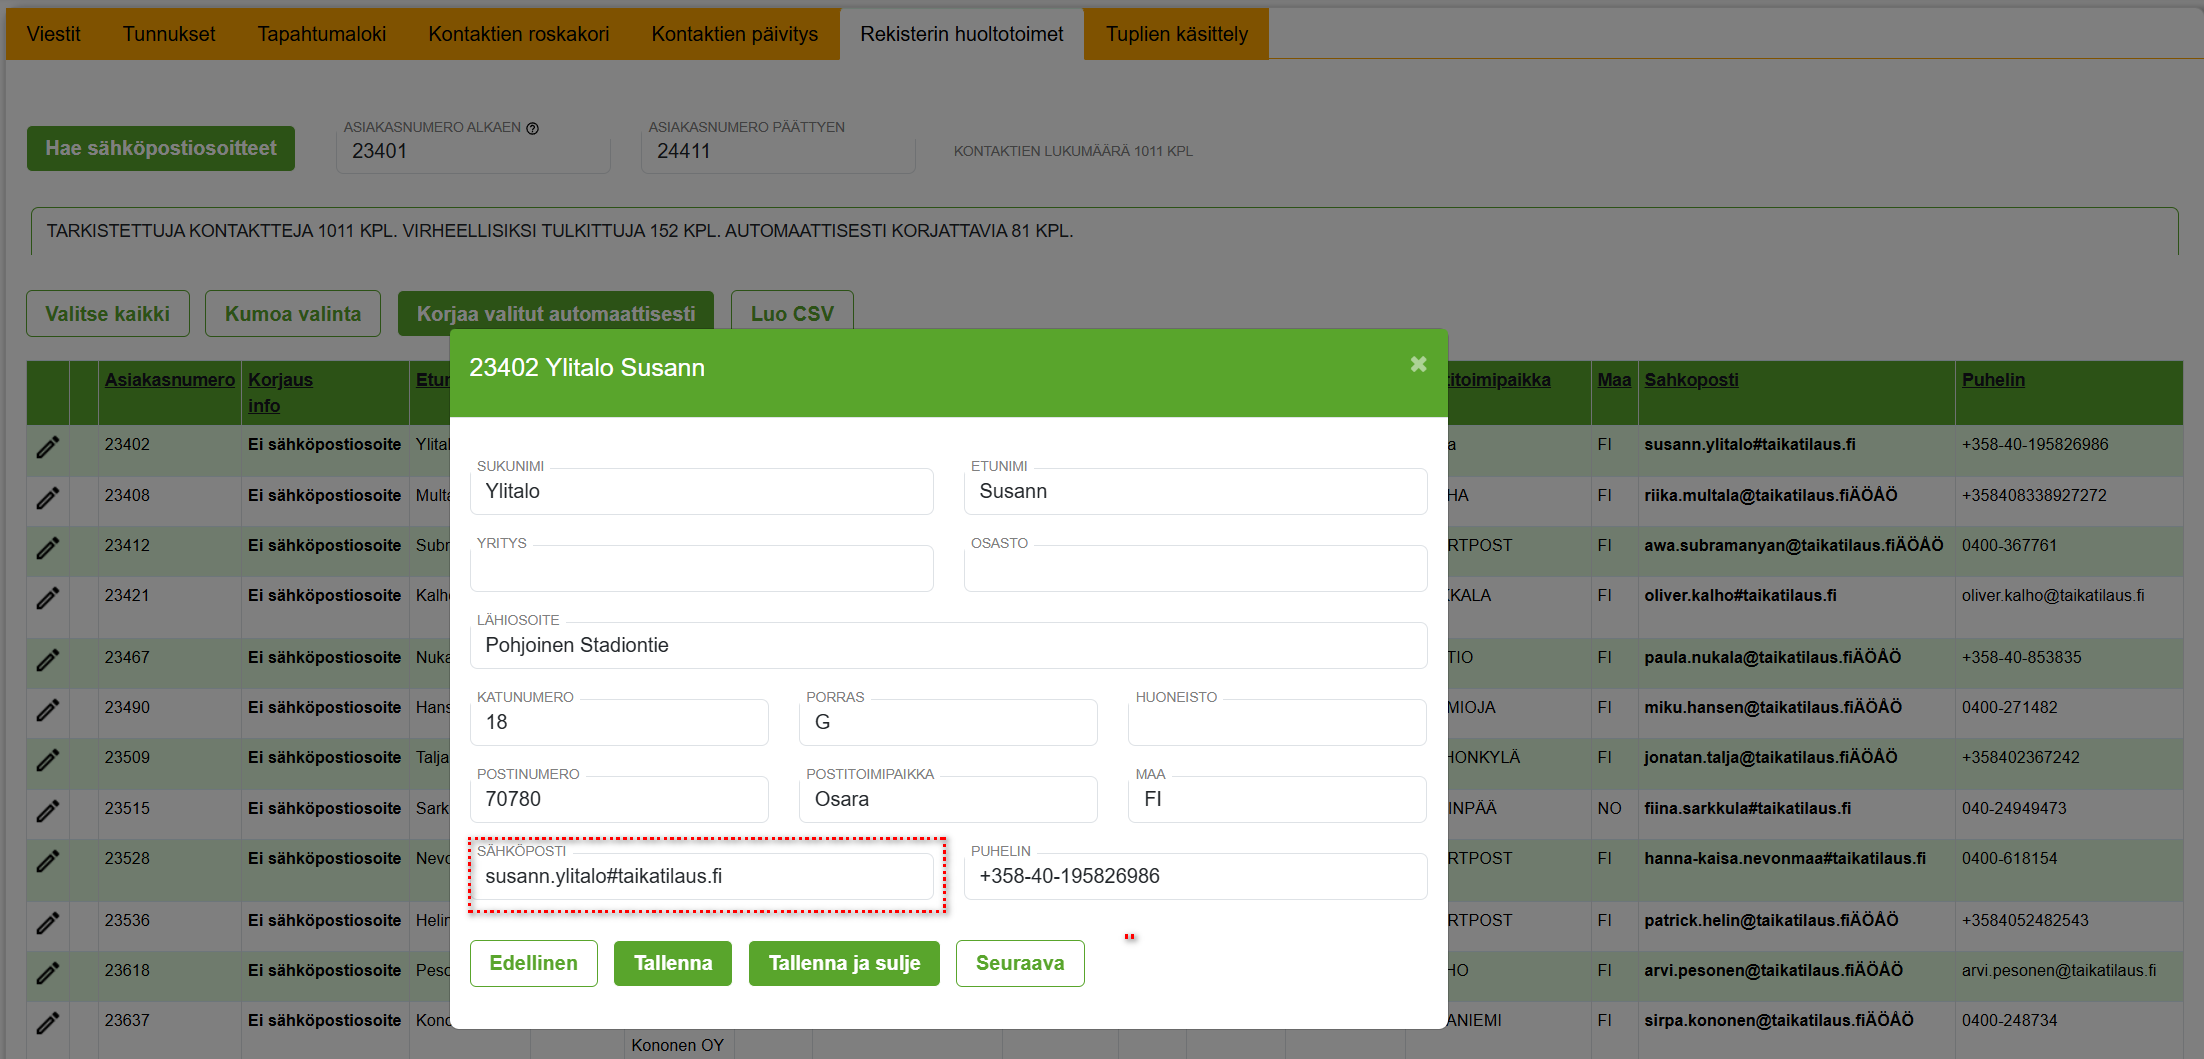 Viestit Tunnukset Tapahtumaloki Kontaktien roskakori Kontaktien päivitys Rekisterin huoltotoimet Tuplien käsittely
ASIAKASNUMERO ALKAEN ASIAKASNUMERO PÄÄTTYEN
Hae sähköpostiosoitteet 23401 24411 KONTAKTIEN LUKUMÄÄRÄ 1011 KPL
TARKISTETTUJA KONTAKTTEJA 1011 KPL. VIRHEELLISIKSI TULKITTUJA 152 KPL. AUTOMAATTISESTI KORJATTAVIA 81 KPL.
Valitse kaikki Kumoa valinta Korjaa valitut automaattisesti Luo CSV
23402 Ylitalo Susann
SUKUNIMI ETUNIMI
Ylitalo Susann
YRITYS OSASTO
LÄHIOSOITE
Pohjoinen Stadiontie
KATUNUMERO PORRAS HUONEISTO
18 G
POSTINUMERO POSTITOIMIPAIKKA MAA
70780 Osara FI
SÄHKÖPOSTI PUHELIN
susann.ylitalo#taikatilaus.fi +358-40-195826986
Edellinen Tallenna Tallenna ja sulje Seuraava
Asiakasnumero Korjaus info Etur titoimipaikka Maa Sahkoposti Puhelin
23402 Ei sähköpostiosoite Ylital a FI susann.ylitalo#taikatilaus.fi +358-40-195826986
23408 Ei sähköpostiosoite Multa HA FI riika.multala@taikatilaus.fiÄÖÅÖ +358408338927272
23412 Ei sähköpostiosoite Subr RTPOST FI awa.subramanyan@taikatilaus.fiÄÖÅÖ 0400-367761
23421 Ei sähköpostiosoite Kalh KALA FI oliver.kalho#taikatilaus.fi oliver.kalho@taikatilaus.fi
23467 Ei sähköpostiosoite Nuka TIO FI paula.nukala@taikatilaus.fiÄÖÅÖ +358-40-853835
23490 Ei sähköpostiosoite Hans MIOJA FI miku.hansen@taikatilaus.fiÄÖÅÖ 0400-271482
23509 Ei sähköpostiosoite Talja HONKYLÄ FI jonatan.talja@taikatilaus.fiÄÖÅÖ +358402367242
23515 Ei sähköpostiosoite Sark INPÄÄ NO fiina.sarkkula#taikatilaus.fi 040-24949473
23528 Ei sähköpostiosoite Nevo RTPOST FI hanna-kaisa.nevonmaa#taikatilaus.fi 0400-618154
23536 Ei sähköpostiosoite Helir RTPOST FI patrick.helin@taikatilaus.fiÄÖÅÖ +3584052482543
23618 Ei sähköpostiosoite Peso HO FI arvi.pesonen@taikatilaus.fiÄÖÅÖ arvi.pesonen@taikatilaus.fi
23637 Ei sähköpostiosoite Kono ANIEMI FI sirpa.kononen@taikatilaus.fiÄÖÅÖ 0400-248734
Kononen OY